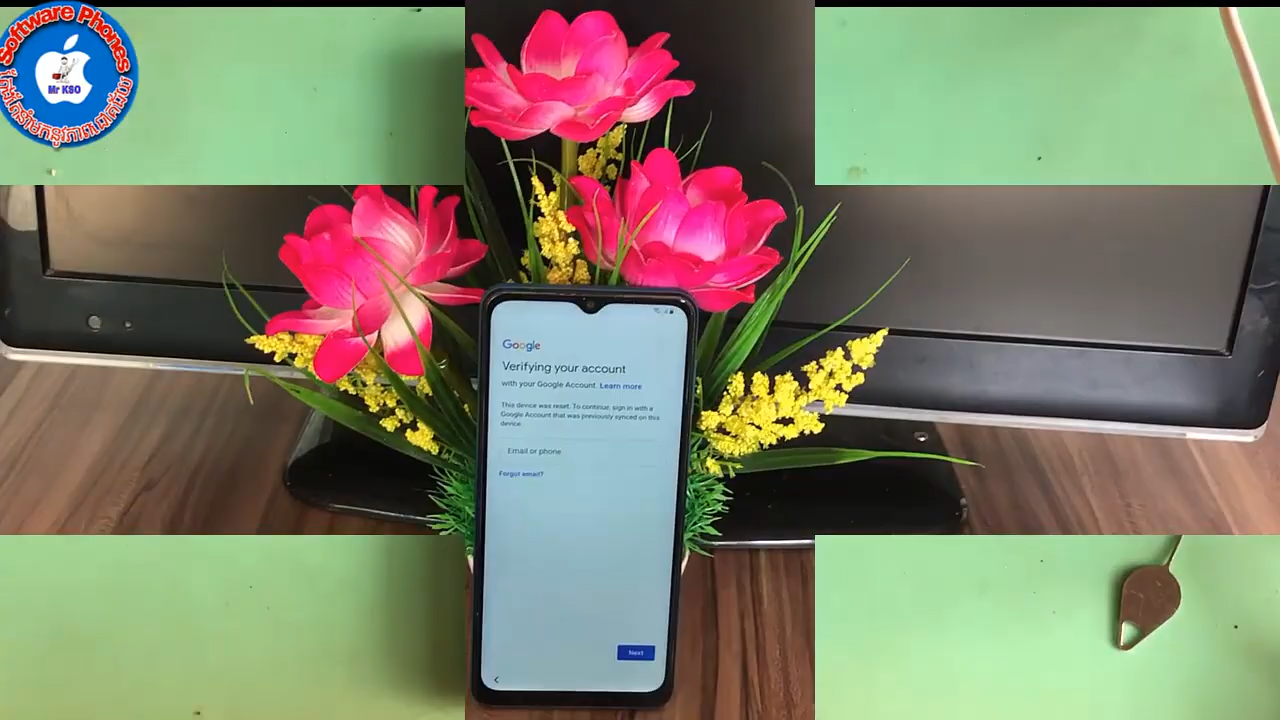 Software Phones
Mr KSO
Google
Verifying your account
with your Google Account. Learn more
This device was reset. To continue, sign in with a
Google Account that was previously synced on this
device.
Email or phone
Forgot email?
Next